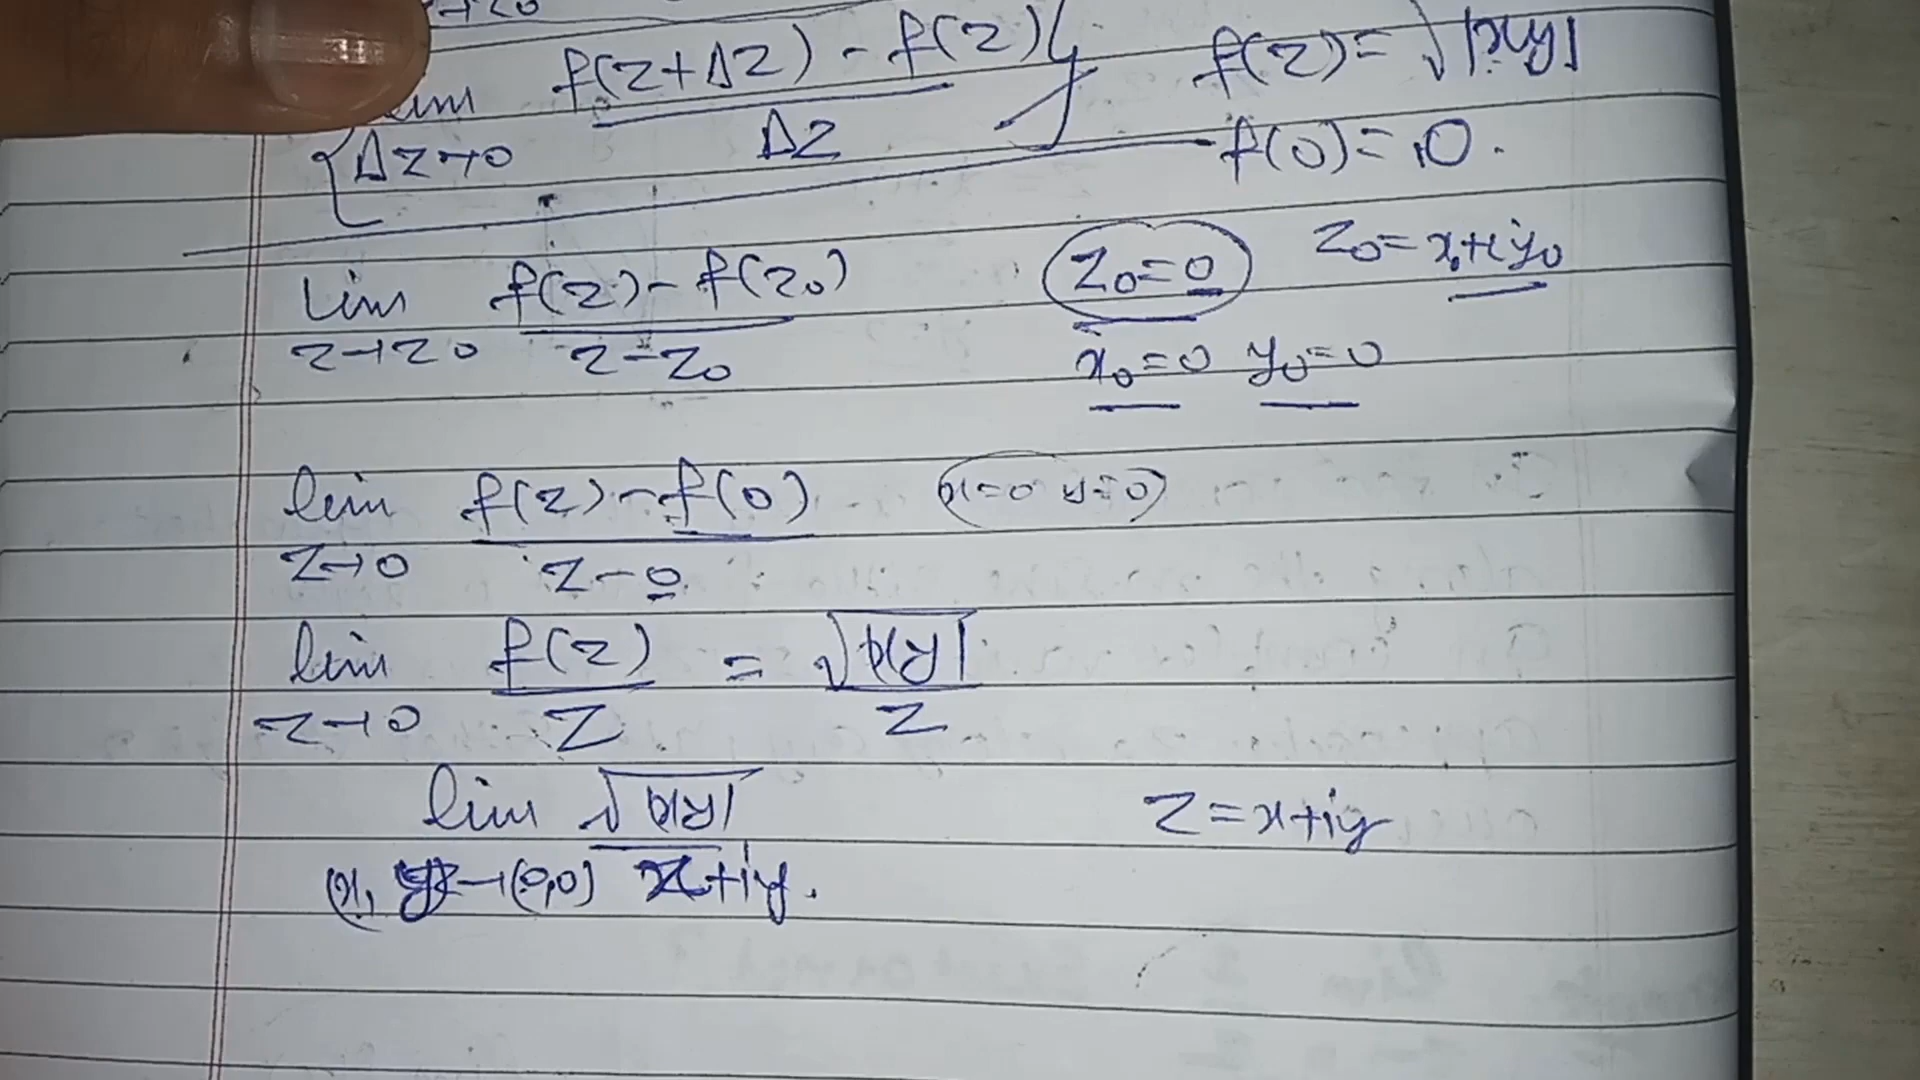 lim f(z+Δz) - f(z) f(z) = √|xy|
Δz→0 Δz f(0) = 0.
lim f(z) - f(z₀) z₀=0 z₀ = x₀+iy₀
z→z₀ z-z₀ x₀=0 y₀=0
lim f(z) - f(0) (x=0 y=0)
z→0 z-0
lim f(z) = √|xy|
z→0 z z
lim √|xy| z=x+iy
(x, y)→(0,0) x+iy.